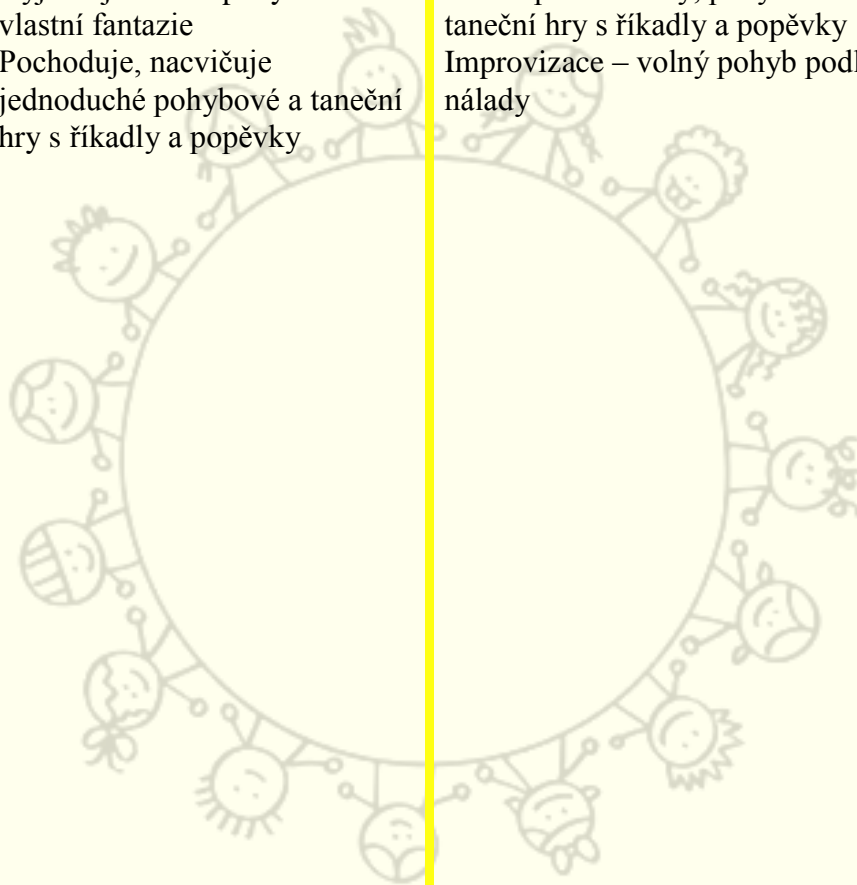 vlastní fantazie
Pochoduje, nacvičuje
jednoduché pohybové a taneční
hry s říkadly a popěvky
taneční hry s říkadly a popěvky
Improvizace – volný pohyb podl
nálady